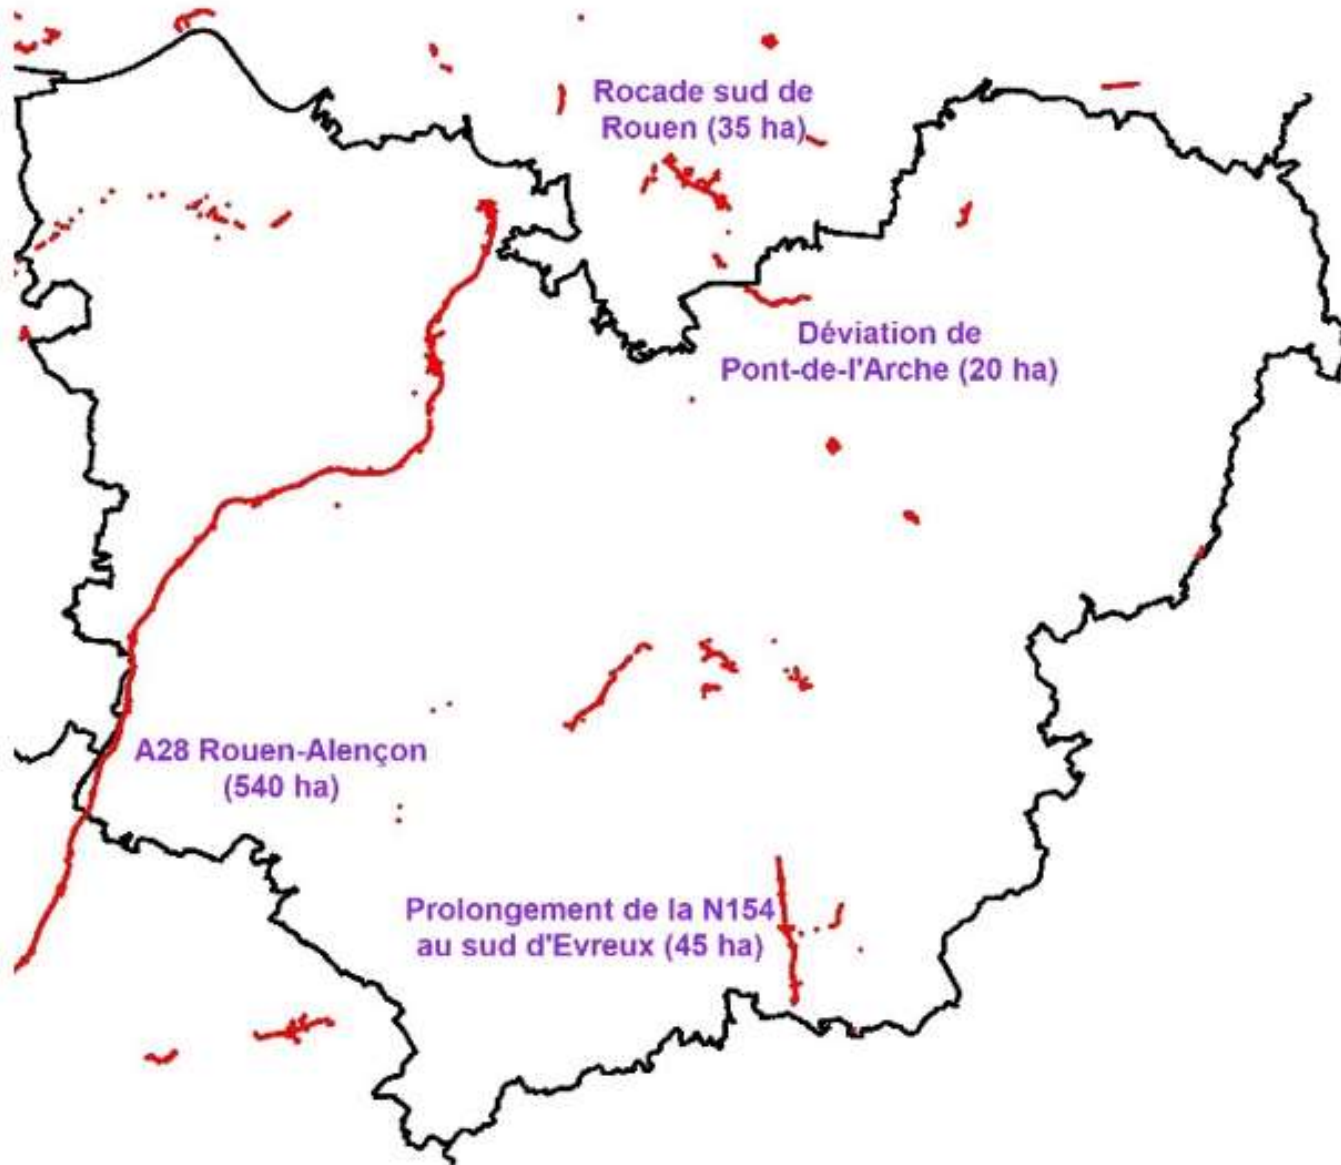 Rocade sud de
Rouen (35 ha)
Déviation de
Pont-de-l'Arche (20 ha)
A28 Rouen-Alençon
(540 ha)
Prolongement de la N154
au sud d'Evreux (45 ha)